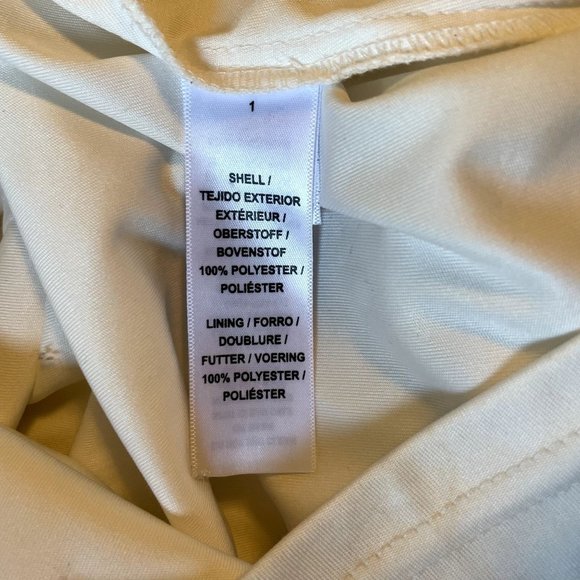 1
SHELL /
TEJIDO EXTERIOR
EXTÉRIEUR /
OBERSTOFF /
BOVENSTOF
100% POLYESTER /
POLIÉSTER
LINING / FORRO /
DOUBLURE /
FUTTER / VOERING
100% POLYESTER /
POLIÉSTER